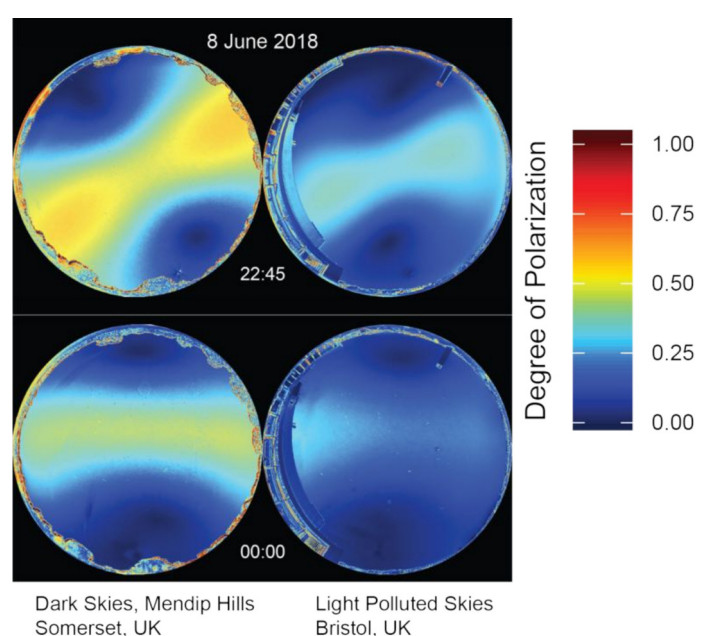 8 June 2018
22:45
00:00
Degree of Polarization
1.00
0.75
0.50
0.25
0.00
Dark Skies, Mendip Hills
Somerset, UK
Light Polluted Skies
Bristol, UK